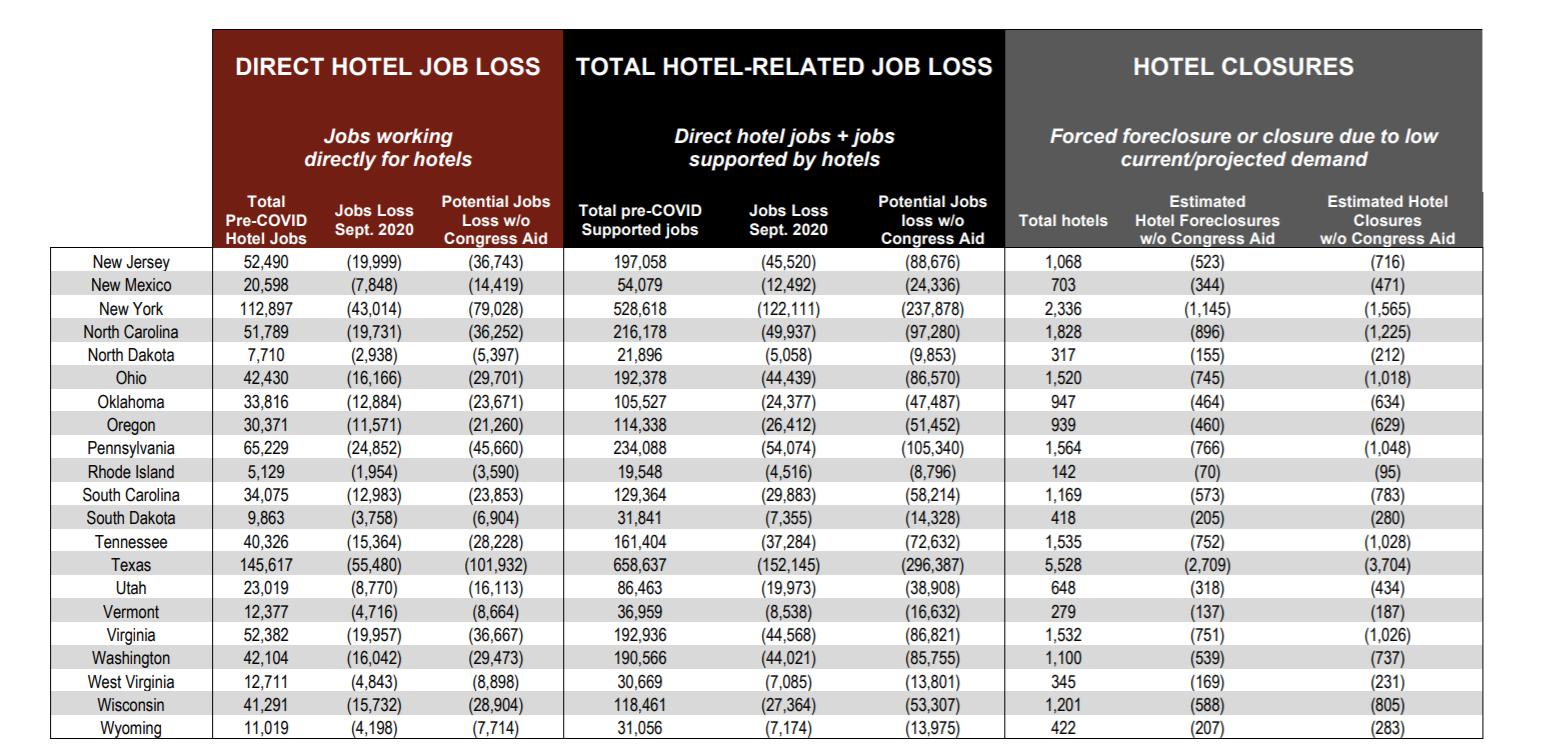 DIRECT HOTEL JOB LOSS TOTAL HOTEL-RELATED JOB LOSS HOTEL CLOSURES
Jobs working Direct hotel jobs + jobs Forced foreclosure or closure due to low
directly for hotels supported by hotels current/projected demand
Total Potential Jobs Potential Jobs Estimated Estimated Hotel
Pre-COVID Jobs Loss Loss w/o Total pre-COVID Jobs Loss loss w/o Total hotels Hotel Foreclosures Closures
Hotel Jobs Sept. 2020 Congress Aid Supported jobs Sept. 2020 Congress Aid w/o Congress Aid w/o Congress Aid
New Jersey 52,490 (19,999) (36,743) 197,058 (45,520) (88,676) 1,068 (523) (716)
New Mexico 20,598 (7,848) (14,419) 54,079 (12,492) (24,336) 703 (344) (471)
New York 112,897 (43,014) (79,028) 528,618 (122,111) (237,878) 2,336 (1,145) (1,565)
North Carolina 51,789 (19,731) (36,252) 216,178 (49,937) (97,280) 1,828 (896) (1,225)
North Dakota 7,710 (2,938) (5,397) 21,896 (5,058) (9,853) 317 (155) (212)
Ohio 42,430 (16,166) (29,701) 192,378 (44,439) (86,570) 1,520 (745) (1,018)
Oklahoma 33,816 (12,884) (23,671) 105,527 (24,377) (47,487) 947 (464) (634)
Oregon 30,371 (11,571) (21,260) 114,338 (26,412) (51,452) 939 (460) (629)
Pennsylvania 65,229 (24,852) (45,660) 234,088 (54,074) (105,340) 1,564 (766) (1,048)
Rhode Island 5,129 (1,954) (3,590) 19,548 (4,516) (8,796) 142 (70) (95)
South Carolina 34,075 (12,983) (23,853) 129,364 (29,883) (58,214) 1,169 (573) (783)
South Dakota 9,863 (3,758) (6,904) 31,841 (7,355) (14,328) 418 (205) (280)
Tennessee 40,326 (15,364) (28,228) 161,404 (37,284) (72,632) 1,535 (752) (1,028)
Texas 145,617 (55,480) (101,932) 658,637 (152,145) (296,387) 5,528 (2,709) (3,704)
Utah 23,019 (8,770) (16,113) 86,463 (19,973) (38,908) 648 (318) (434)
Vermont 12,377 (4,716) (8,664) 36,959 (8,538) (16,632) 279 (137) (187)
Virginia 52,382 (19,957) (36,667) 192,936 (44,568) (86,821) 1,532 (751) (1,026)
Washington 42,104 (16,042) (29,473) 190,566 (44,021) (85,755) 1,100 (539) (737)
West Virginia 12,711 (4,843) (8,898) 30,669 (7,085) (13,801) 345 (169) (231)
Wisconsin 41,291 (15,732) (28,904) 118,461 (27,364) (53,307) 1,201 (588) (805)
Wyoming 11,019 (4,198) (7,714) 31,056 (7,174) (13,975) 422 (207) (283)